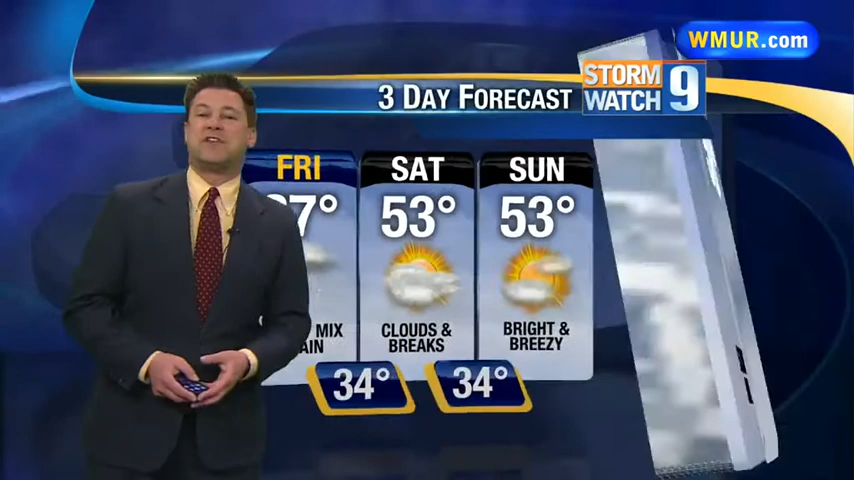 WMUR.com
3 DAY FORECAST
STORM
WATCH 9
FRI
SAT
SUN
7°
53°
53°
MIX
CLOUDS &
BREAKS
BRIGHT &
BREEZY
34°
34°